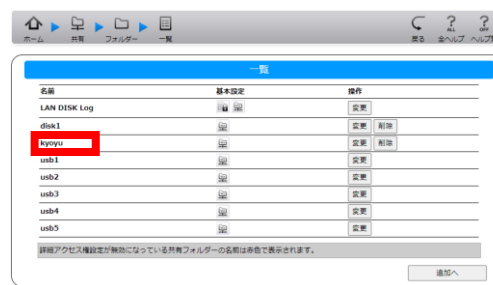 ホーム 共有 フォルダー 一覧 戻る ALL 全ヘルプ OFF ヘルプ
一覧
名前 基本設定 操作
LAN DISK Log 変更
disk1 変更 削除
kyoyu 変更 削除
usb1 変更
usb2 変更
usb3 変更
usb4 変更
usb5 変更
詳細アクセス権設定が無効になっている共有フォルダーの名前は赤色で表示されます。
追加へ